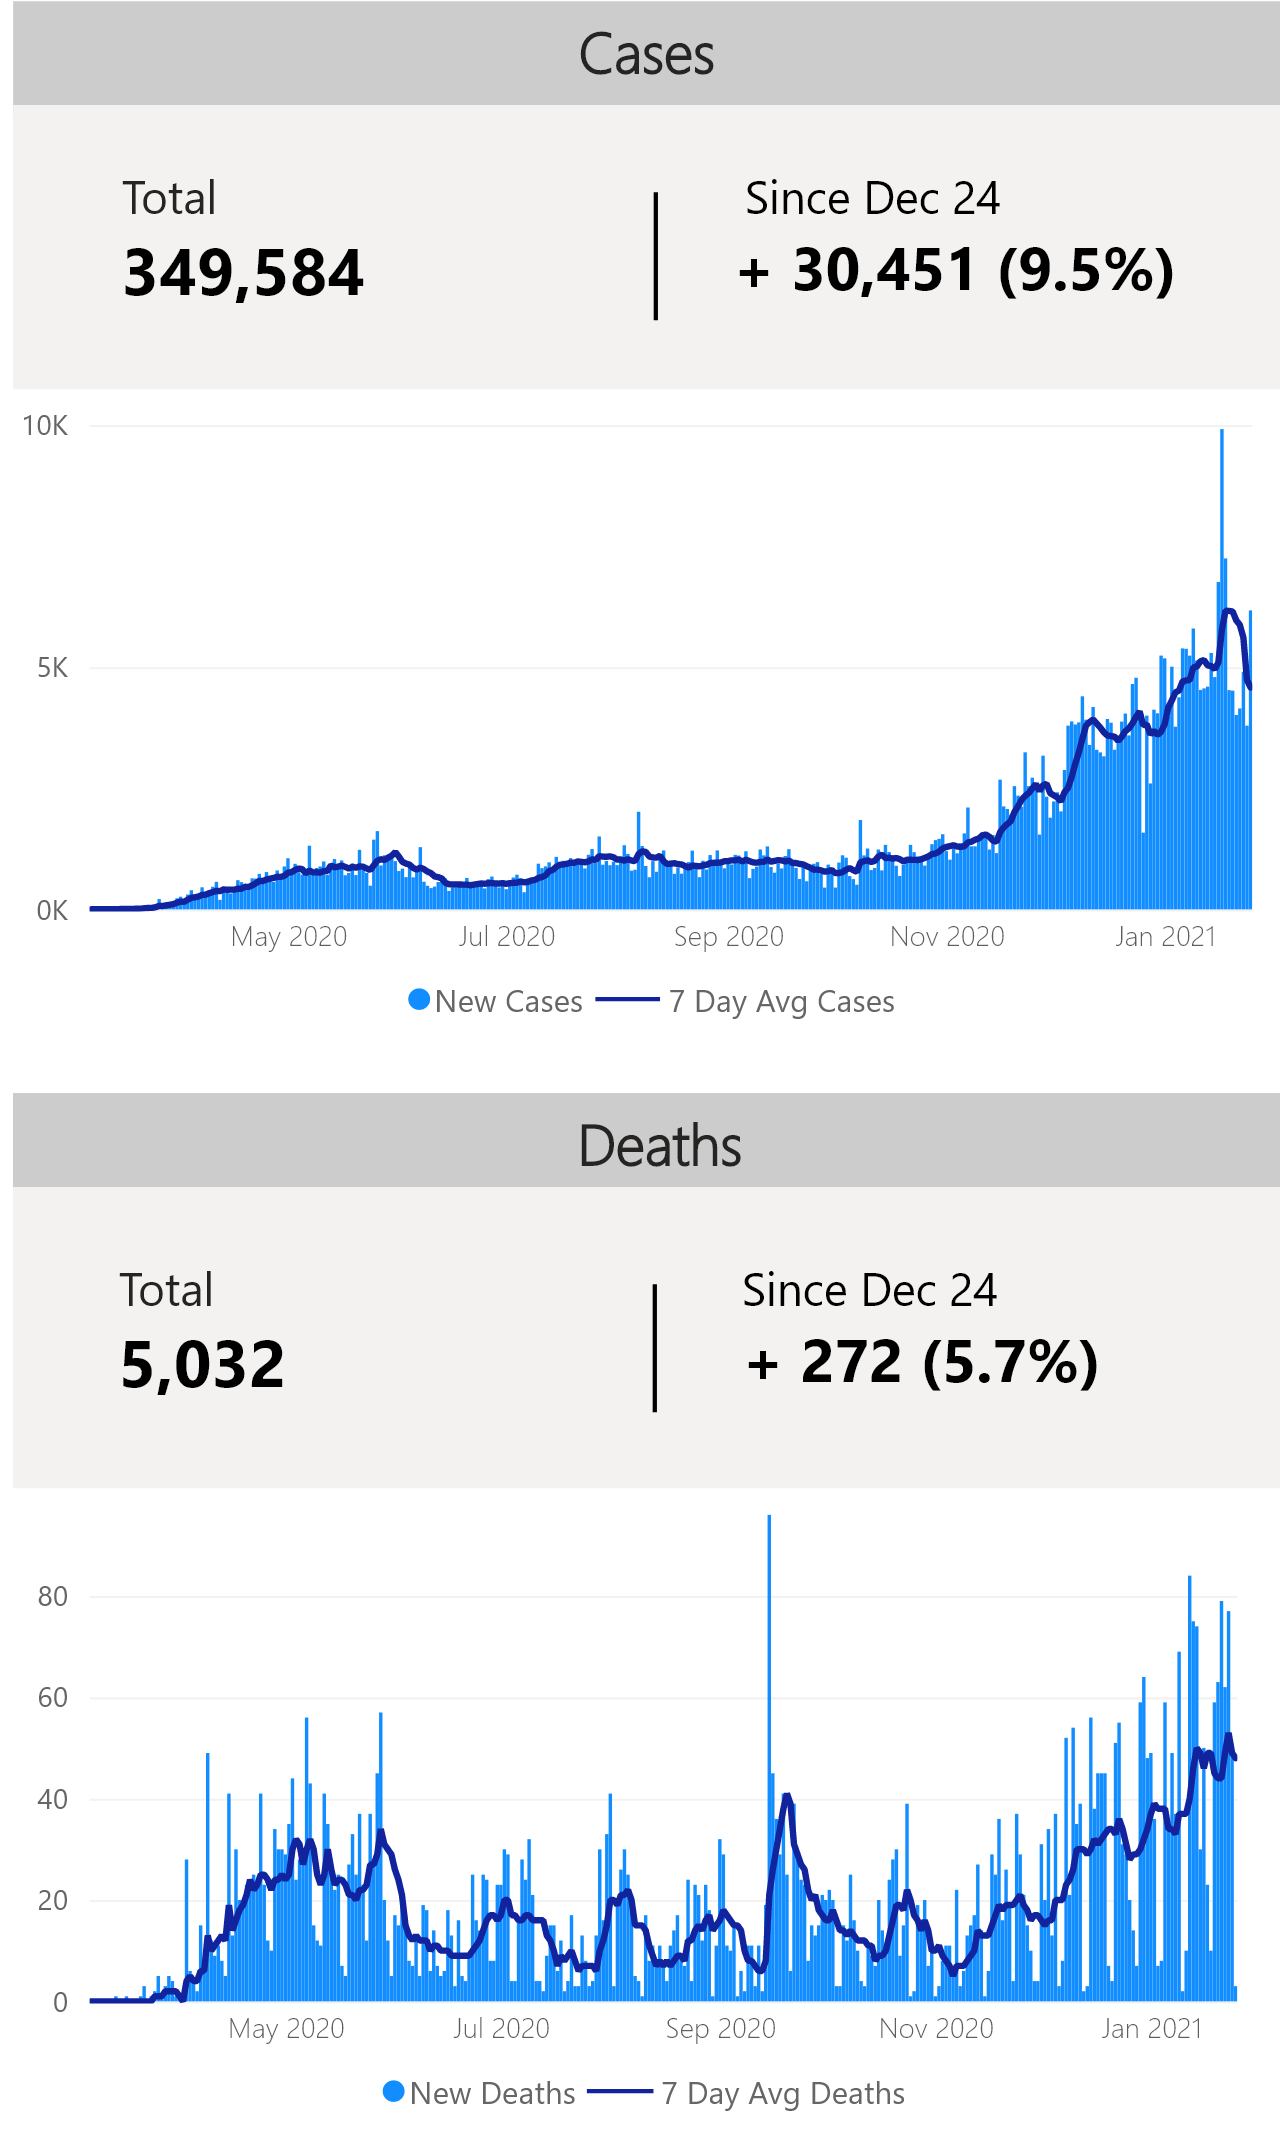 Cases
Total
Since Dec 24
349,584
+ 30,451 (9.5%)
10K
5K
0K
May 2020
Jul 2020
Sep 2020
Nov 2020
Jan 2021
New Cases
7 Day Avg Cases
Deaths
Total
Since Dec 24
5,032
+ 272 (5.7%)
80
60
40
20
0
May 2020
Jul 2020
Sep 2020
Nov 2020
Jan 2021
New Deaths
7 Day Avg Deaths